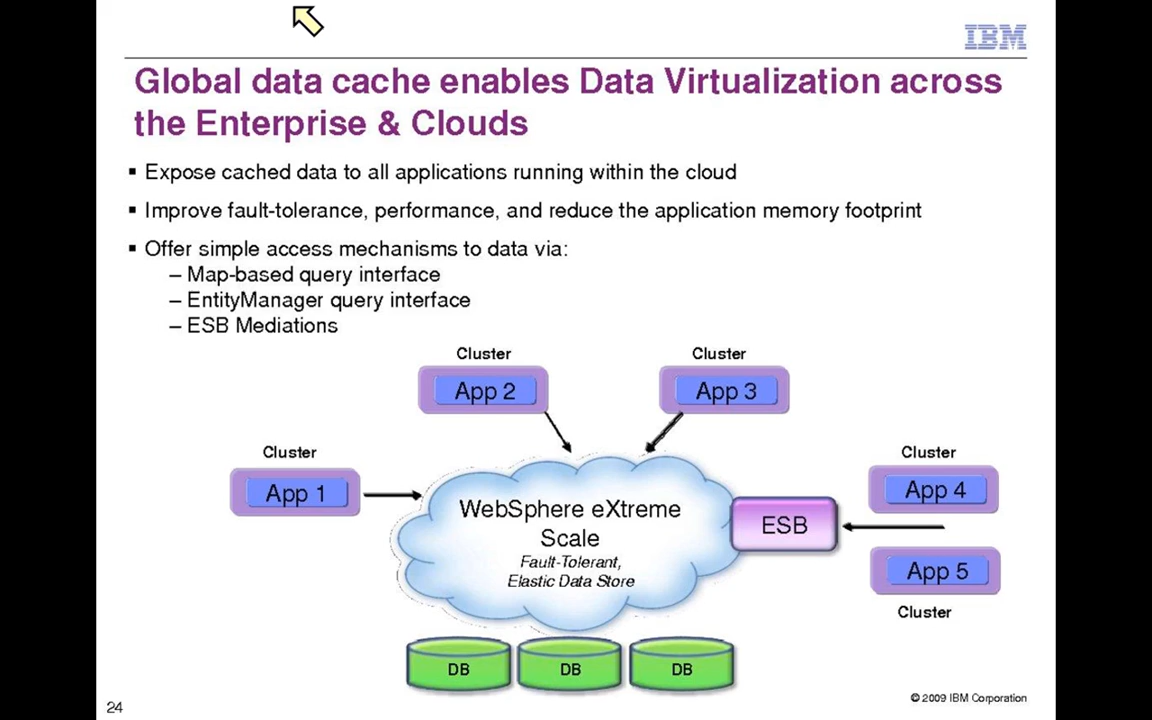 IBM
Global data cache enables Data Virtualization across
the Enterprise & Clouds
▪ Expose cached data to all applications running within the cloud
▪ Improve fault-tolerance, performance, and reduce the application memory footprint
▪ Offer simple access mechanisms to data via:
– Map-based query interface
– EntityManager query interface
– ESB Mediations
Cluster
App 2
Cluster
App 3
Cluster
App 1
Cluster
App 4
WebSphere eXtreme
Scale
Fault-Tolerant,
Elastic Data Store
ESB
App 5
Cluster
DB
DB
DB
24
© 2009 IBM Corporation